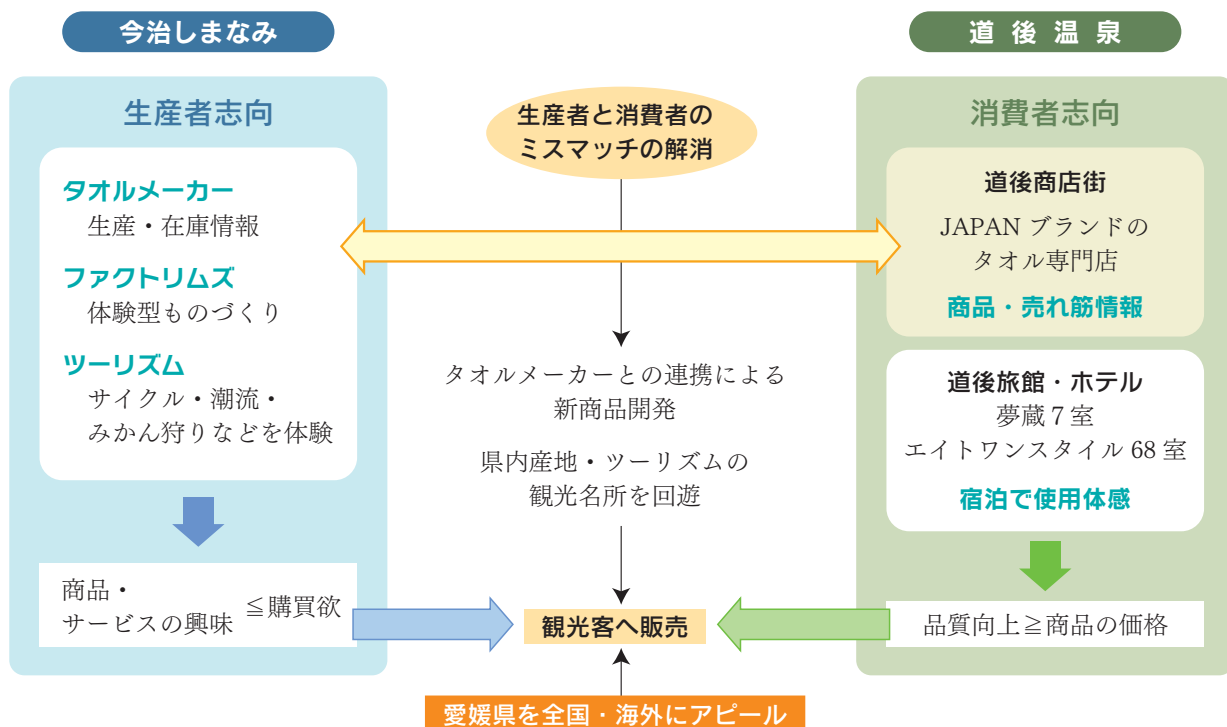 今治しまなみ
生産者志向
タオルメーカー
生産・在庫情報
ファクトリムズ
体験型ものづくり
ツーリズム
サイクル・潮流・
みかん狩りなどを体験
商品・
サービスの興味
≦購買欲
生産者と消費者の
ミスマッチの解消
タオルメーカーとの連携による
新商品開発
県内産地・ツーリズムの
観光名所を回遊
観光客へ販売
愛媛県を全国・海外にアピール
道後温泉
消費者志向
道後商店街
JAPAN ブランドの
タオル専門店
商品・売れ筋情報
道後旅館・ホテル
夢蔵 7 室
エイトワンスタイル 68 室
宿泊で使用体感
品質向上≧商品の価格